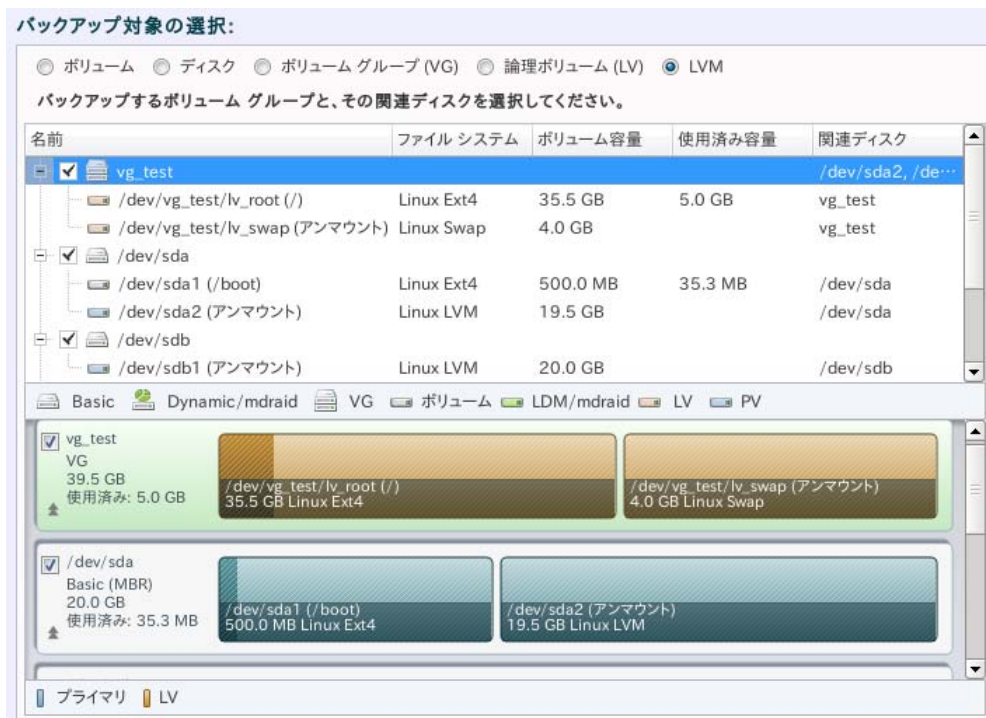 バックアップ対象の選択:
ボリューム ディスク ボリューム グループ (VG) 論理ボリューム (LV) LVM
バックアップするボリューム グループと、その関連ディスクを選択してください。
名前 ファイル システム ボリューム容量 使用済み容量 関連ディスク
vg_test /dev/sda2, /de…
/dev/vg_test/lv_root (/) Linux Ext4 35.5 GB 5.0 GB vg_test
/dev/vg_test/lv_swap (アンマウント) Linux Swap 4.0 GB vg_test
/dev/sda
/dev/sda1 (/boot) Linux Ext4 500.0 MB 35.3 MB /dev/sda
/dev/sda2 (アンマウント) Linux LVM 19.5 GB /dev/sda
/dev/sdb
/dev/sdb1 (アンマウント) Linux LVM 20.0 GB /dev/sdb
Basic Dynamic/mdraid VG ボリューム LDM/mdraid LV PV
vg_test
VG
39.5 GB
使用済み: 5.0 GB
/dev/vg_test/lv_root (/)
35.5 GB Linux Ext4
/dev/vg_test/lv_swap (アンマウント)
4.0 GB Linux Swap
/dev/sda
Basic (MBR)
20.0 GB
使用済み: 35.3 MB
/dev/sda1 (/boot)
500.0 MB Linux Ext4
/dev/sda2 (アンマウント)
19.5 GB Linux LVM
プライマリ LV